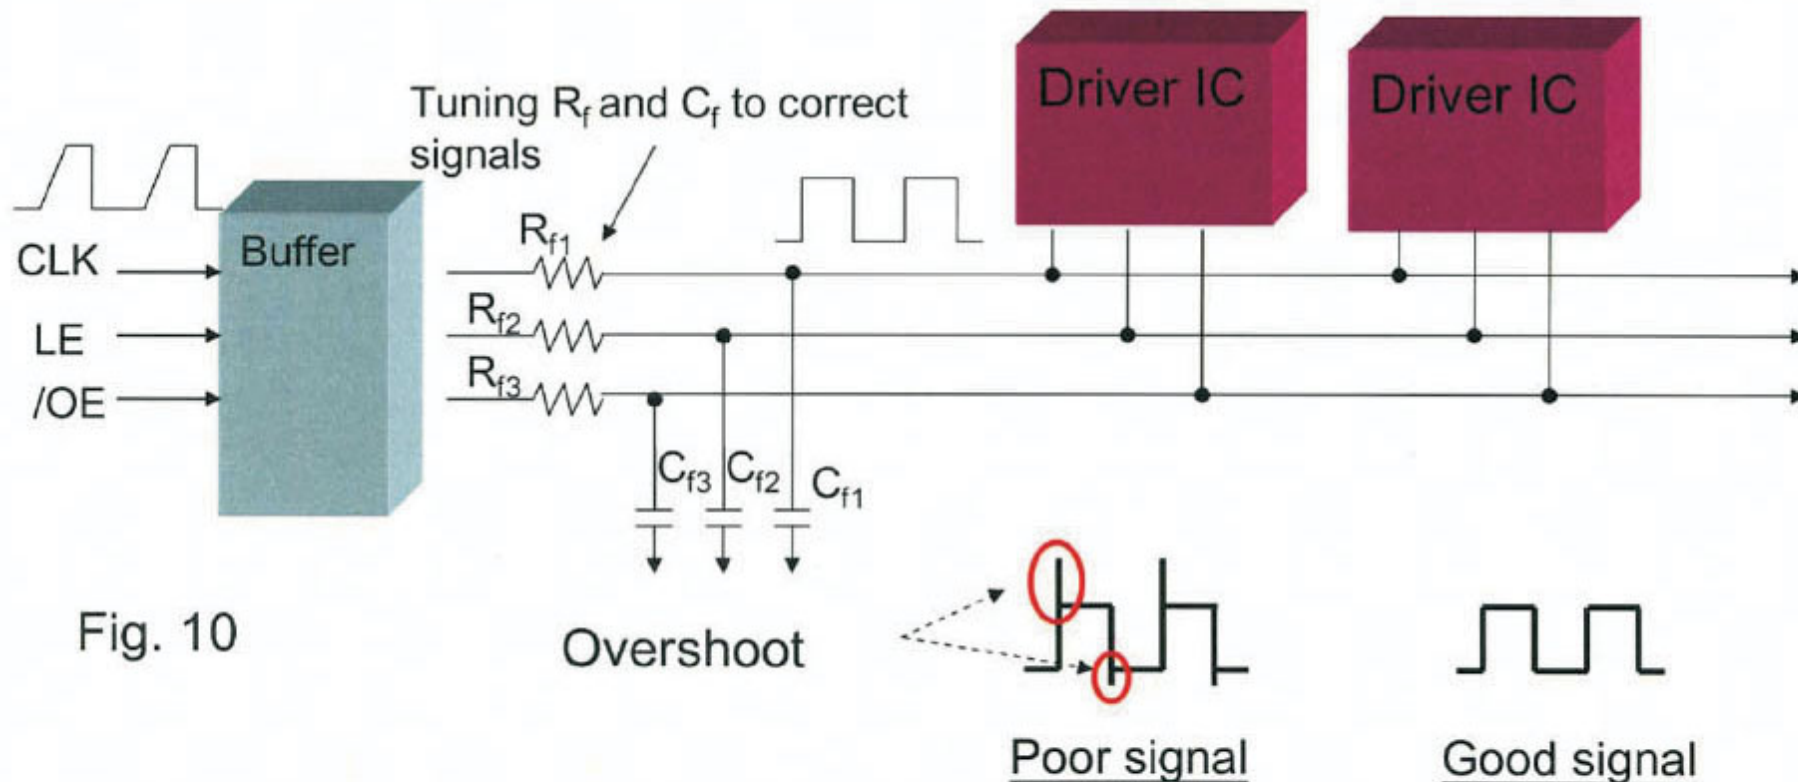 Tuning Rf and Cf to correct
signals
Driver IC
Driver IC
Buffer
CLK
LE
/OE
Rf1
Rf2
Rf3
Cf3
Cf2
Cf1
Fig. 10
Overshoot
Poor signal
Good signal